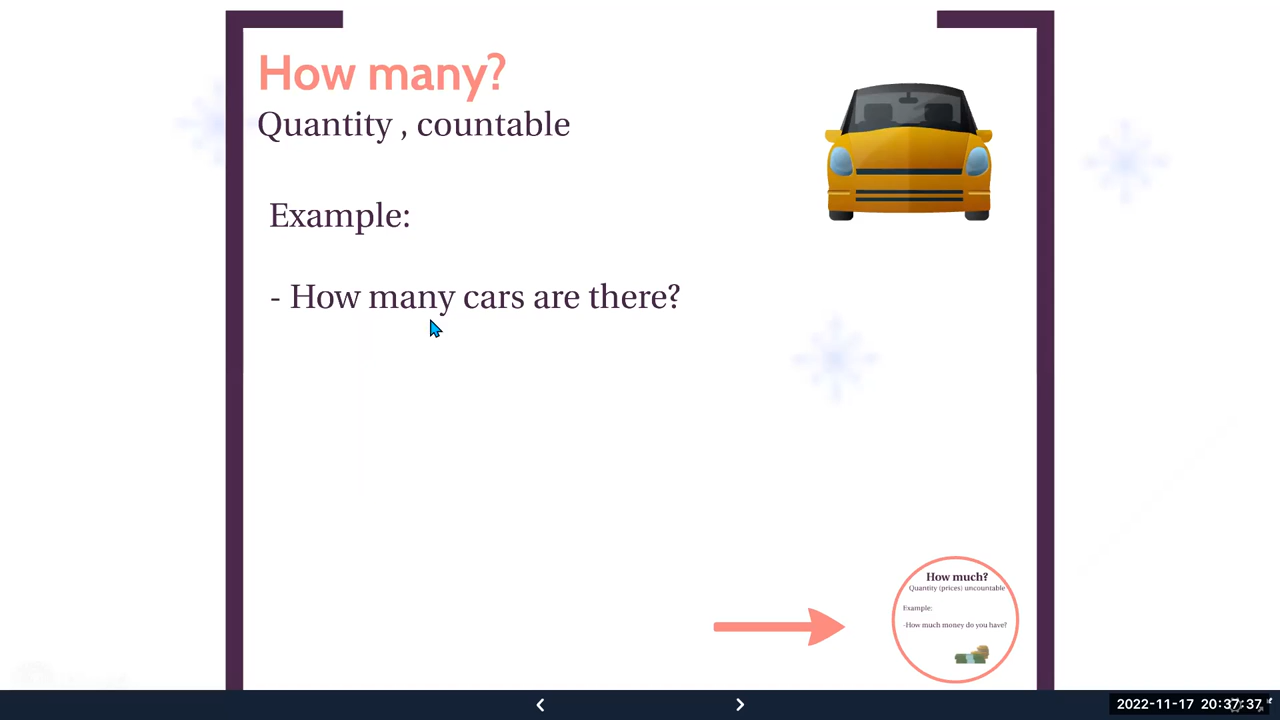 How many?
Quantity , countable
Example:
- How many cars are there?
How much?
Quantity (prices) uncountable
Example:
-How much money do you have?
2022-11-17 20:37:37